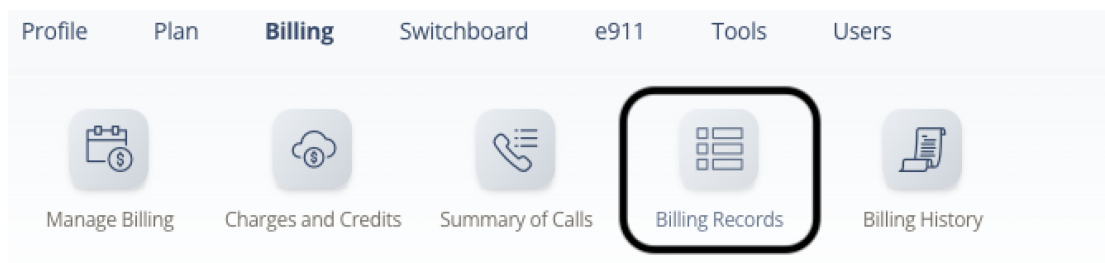 Profile Plan Billing Switchboard e911 Tools Users
Manage Billing Charges and Credits Summary of Calls Billing Records Billing History